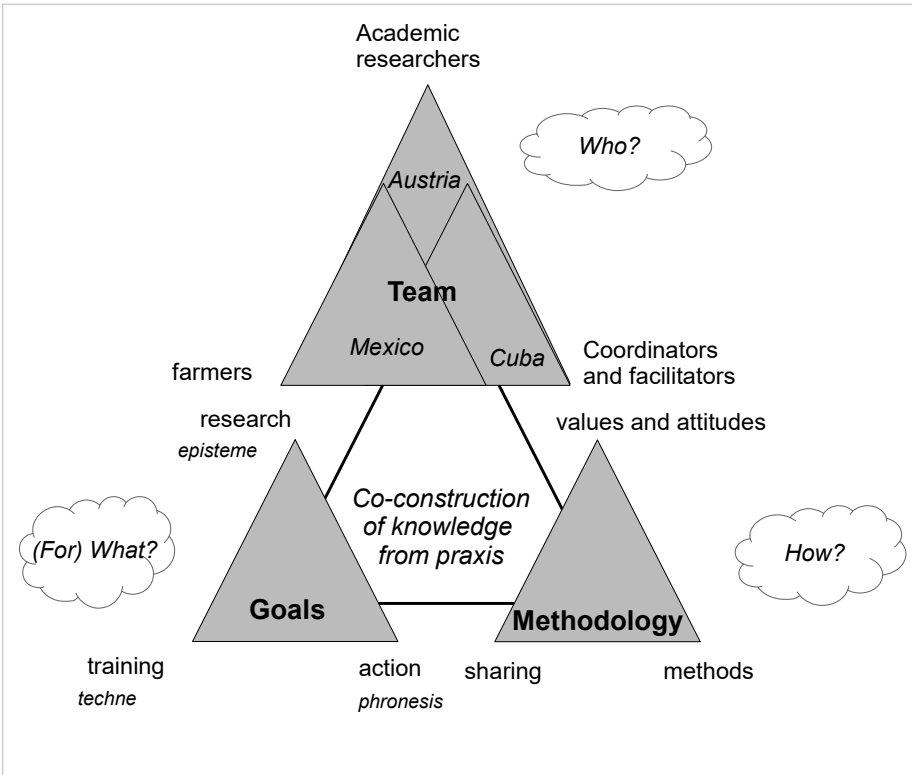 Academic
researchers
Who?
Austria
Team
Mexico
Cuba
farmers
Coordinators
and facilitators
research
episteme
values and attitudes
(For) What?
Co-construction
of knowledge
from praxis
How?
Goals
Methodology
training
techne
action
phronesis
sharing
methods